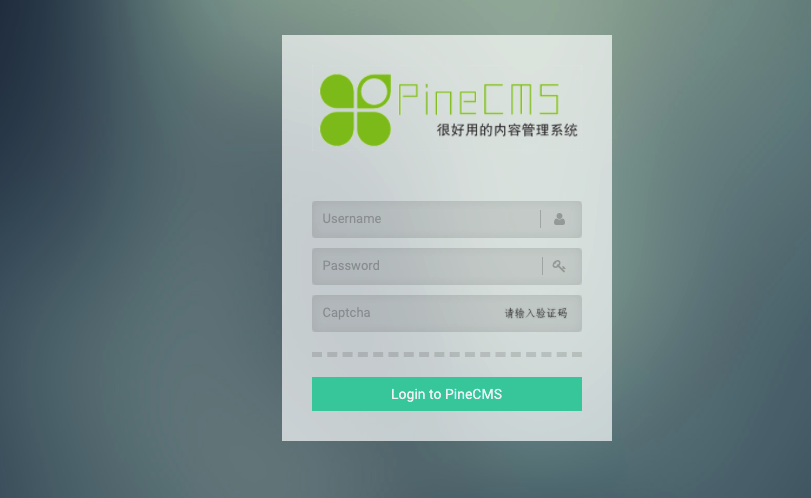 PineCMS
很好用的内容管理系统
Username
Password
Captcha
请输入验证码
Login to PineCMS